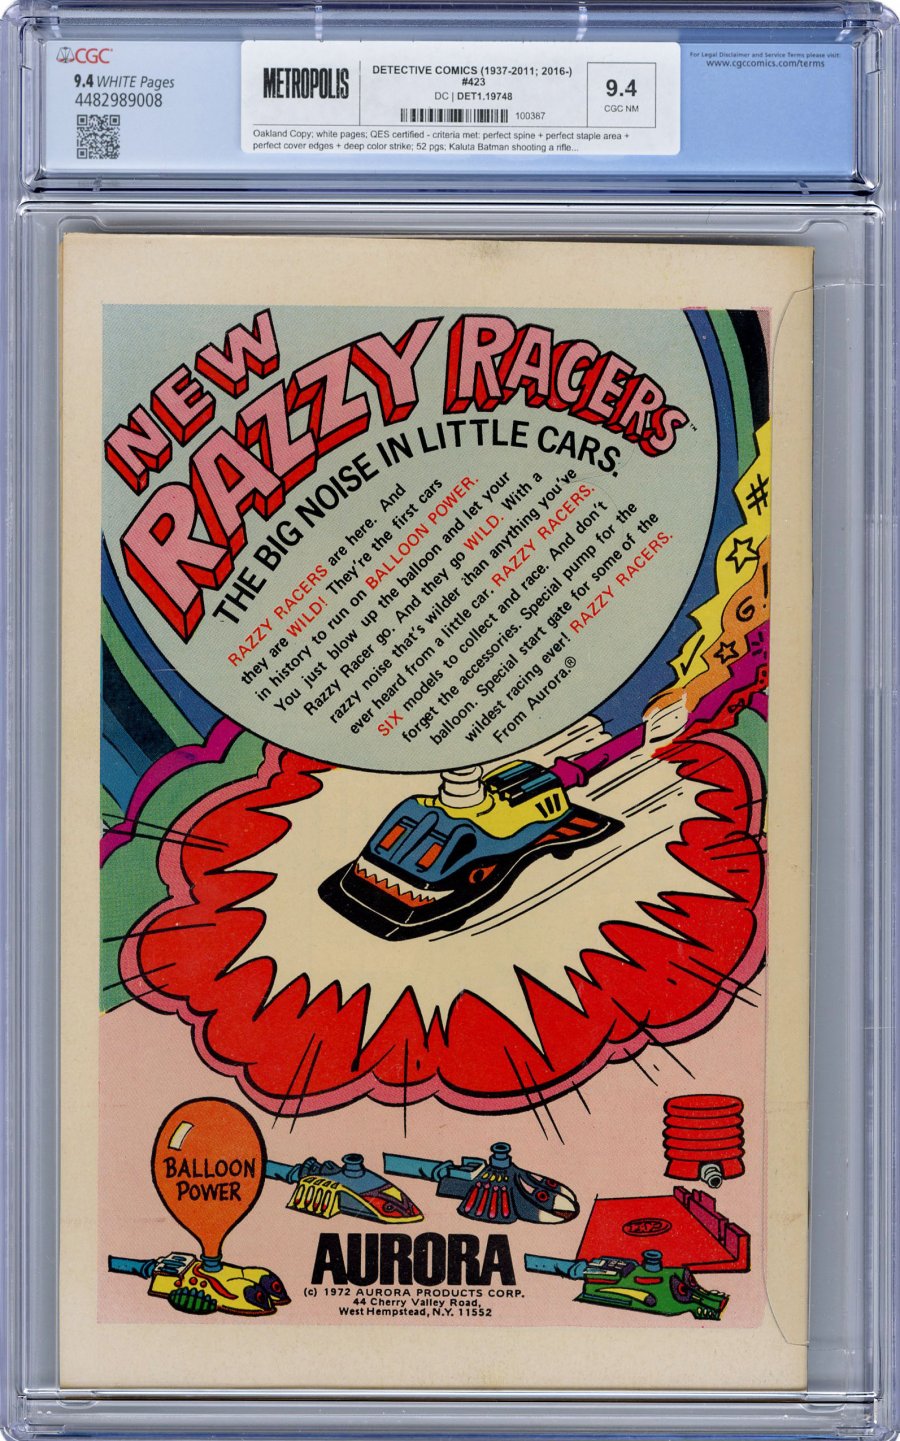 CGC
9.4 WHITE Pages
4482989008
METROPOLIS
DETECTIVE COMICS (1937-2011; 2016-)
#423
DC | DET1.19748
100387
9.4
CGC NM
Oakland Copy; white pages; QES certified - criteria met: perfect spine + perfect staple area +
perfect cover edges + deep color strike; 52 pgs; Kaluta Batman shooting a rifle...
For Legal Disclaimer and Service Terms please visit:
www.cgccomics.com/terms
NEW
RAZZY RACERS™
THE BIG NOISE IN LITTLE CARS.
RAZZY RACERS are here. And
they are WILD! They're the first cars
in history to run on BALLOON POWER.
You just blow up the balloon and let your
Razzy Racer go. And they go WILD. With a
razzy noise that's wilder than anything you've
ever heard from a little car. RAZZY RACERS.
SIX models to collect and race. And don't
forget the accessories. Special pump for the
balloon. Special start gate for some of the
wildest racing ever! RAZZY RACERS.
From Aurora.®
BALLOON
POWER
AURORA
(c) 1972 AURORA PRODUCTS CORP.
44 Cherry Valley Road,
West Hempstead, N.Y. 11552